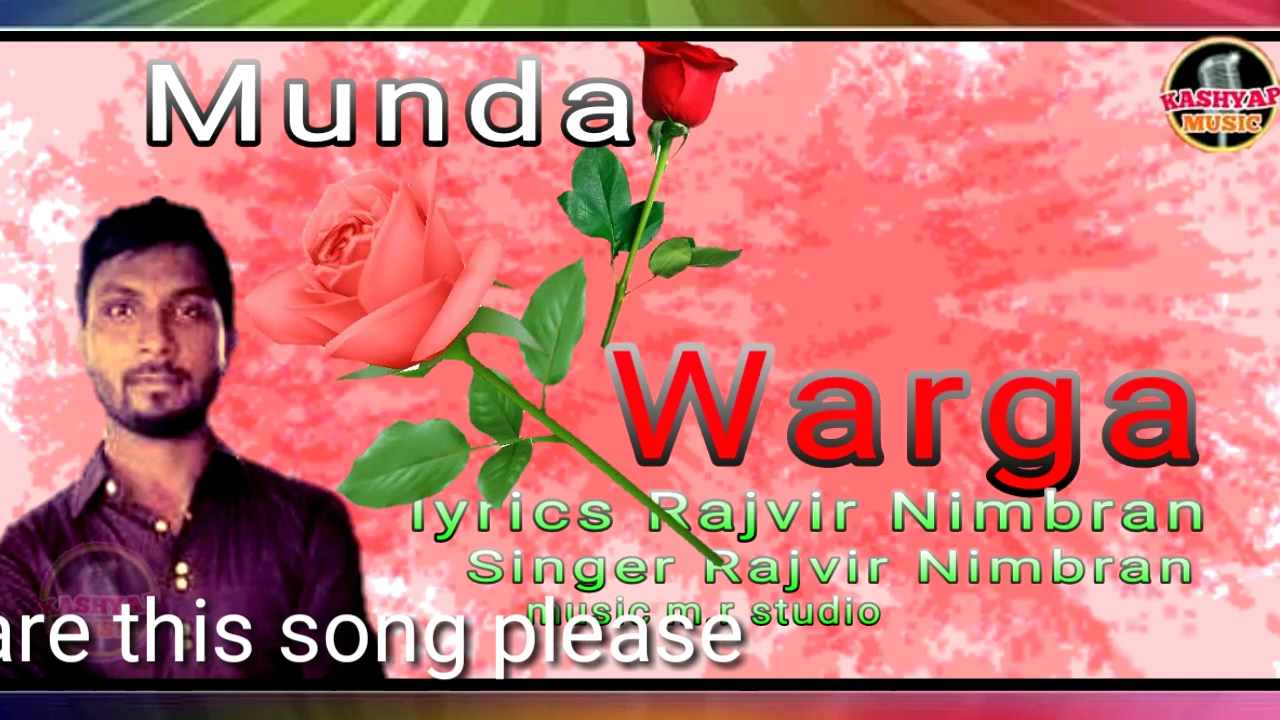 Munda
KASHYAP
MUSIC
Warga
lyrics Rajvir Nimbran
Singer Rajvir Nimbran
music m.r studio
are this song please